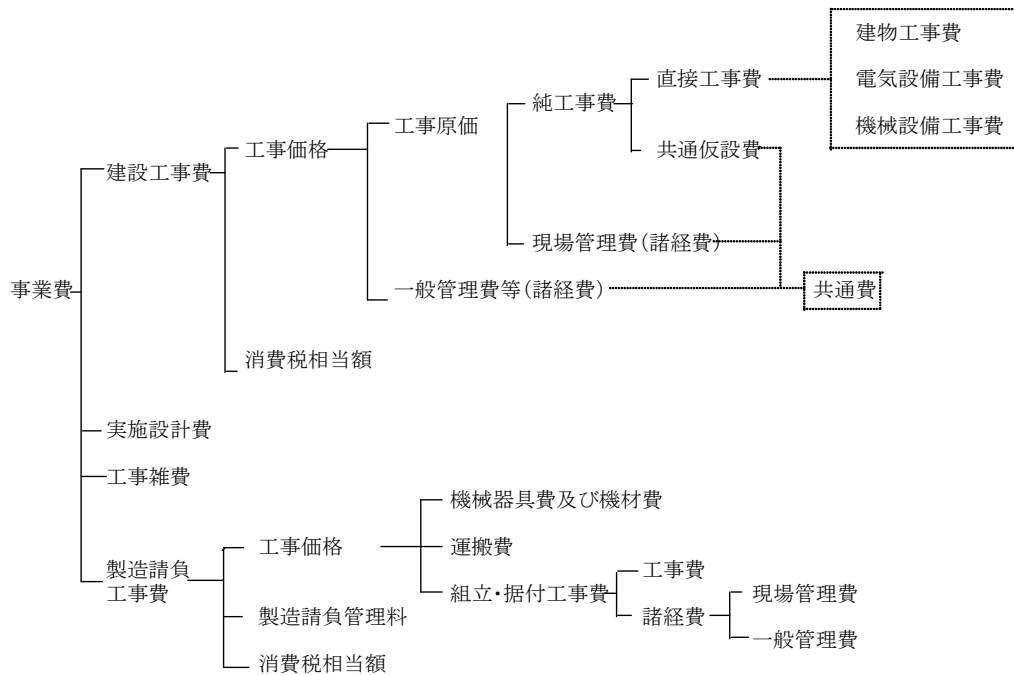 建物工事費
直接工事費
電気設備工事費
純工事費
工事原価
機械設備工事費
工事価格
共通仮設費
建設工事費
現場管理費(諸経費)
事業費
一般管理費等(諸経費)
共通費
消費税相当額
実施設計費
工事雑費
機械器具費及び機材費
工事価格
運搬費
製造請負
工事費
工事費
組立・据付工事費
現場管理費
製造請負管理料
諸経費
一般管理費
消費税相当額